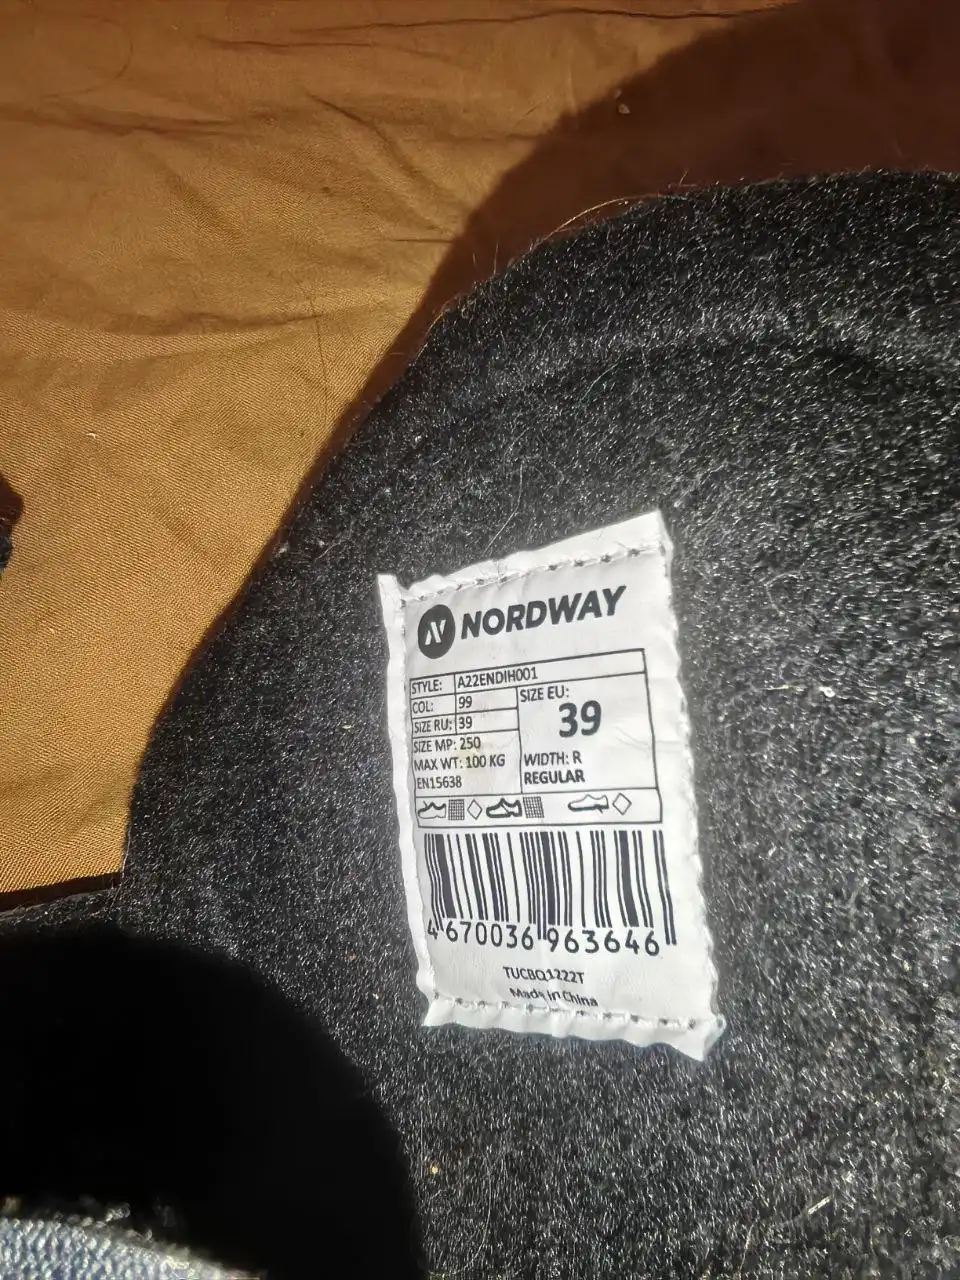 N NORDWAY
STYLE: A22ENDIH001
COL: 99
SIZE RU: 39
SIZE MP: 250
MAX WT: 100 KG
EN15638
SIZE EU:
39
WIDTH: R
REGULAR
4 670036 963646
TUCBQ1222T
Made in China